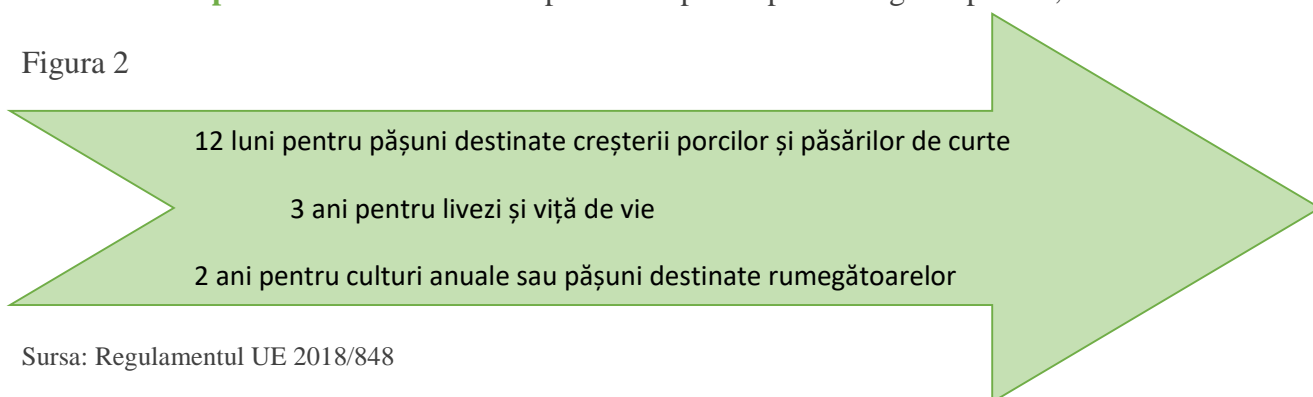 Figura 2
12 luni pentru pășuni destinate creșterii porcilor și păsărilor de curte
3 ani pentru livezi și viță de vie
2 ani pentru culturi anuale sau pășuni destinate rumegătoarelor
Sursa: Regulamentul UE 2018/848